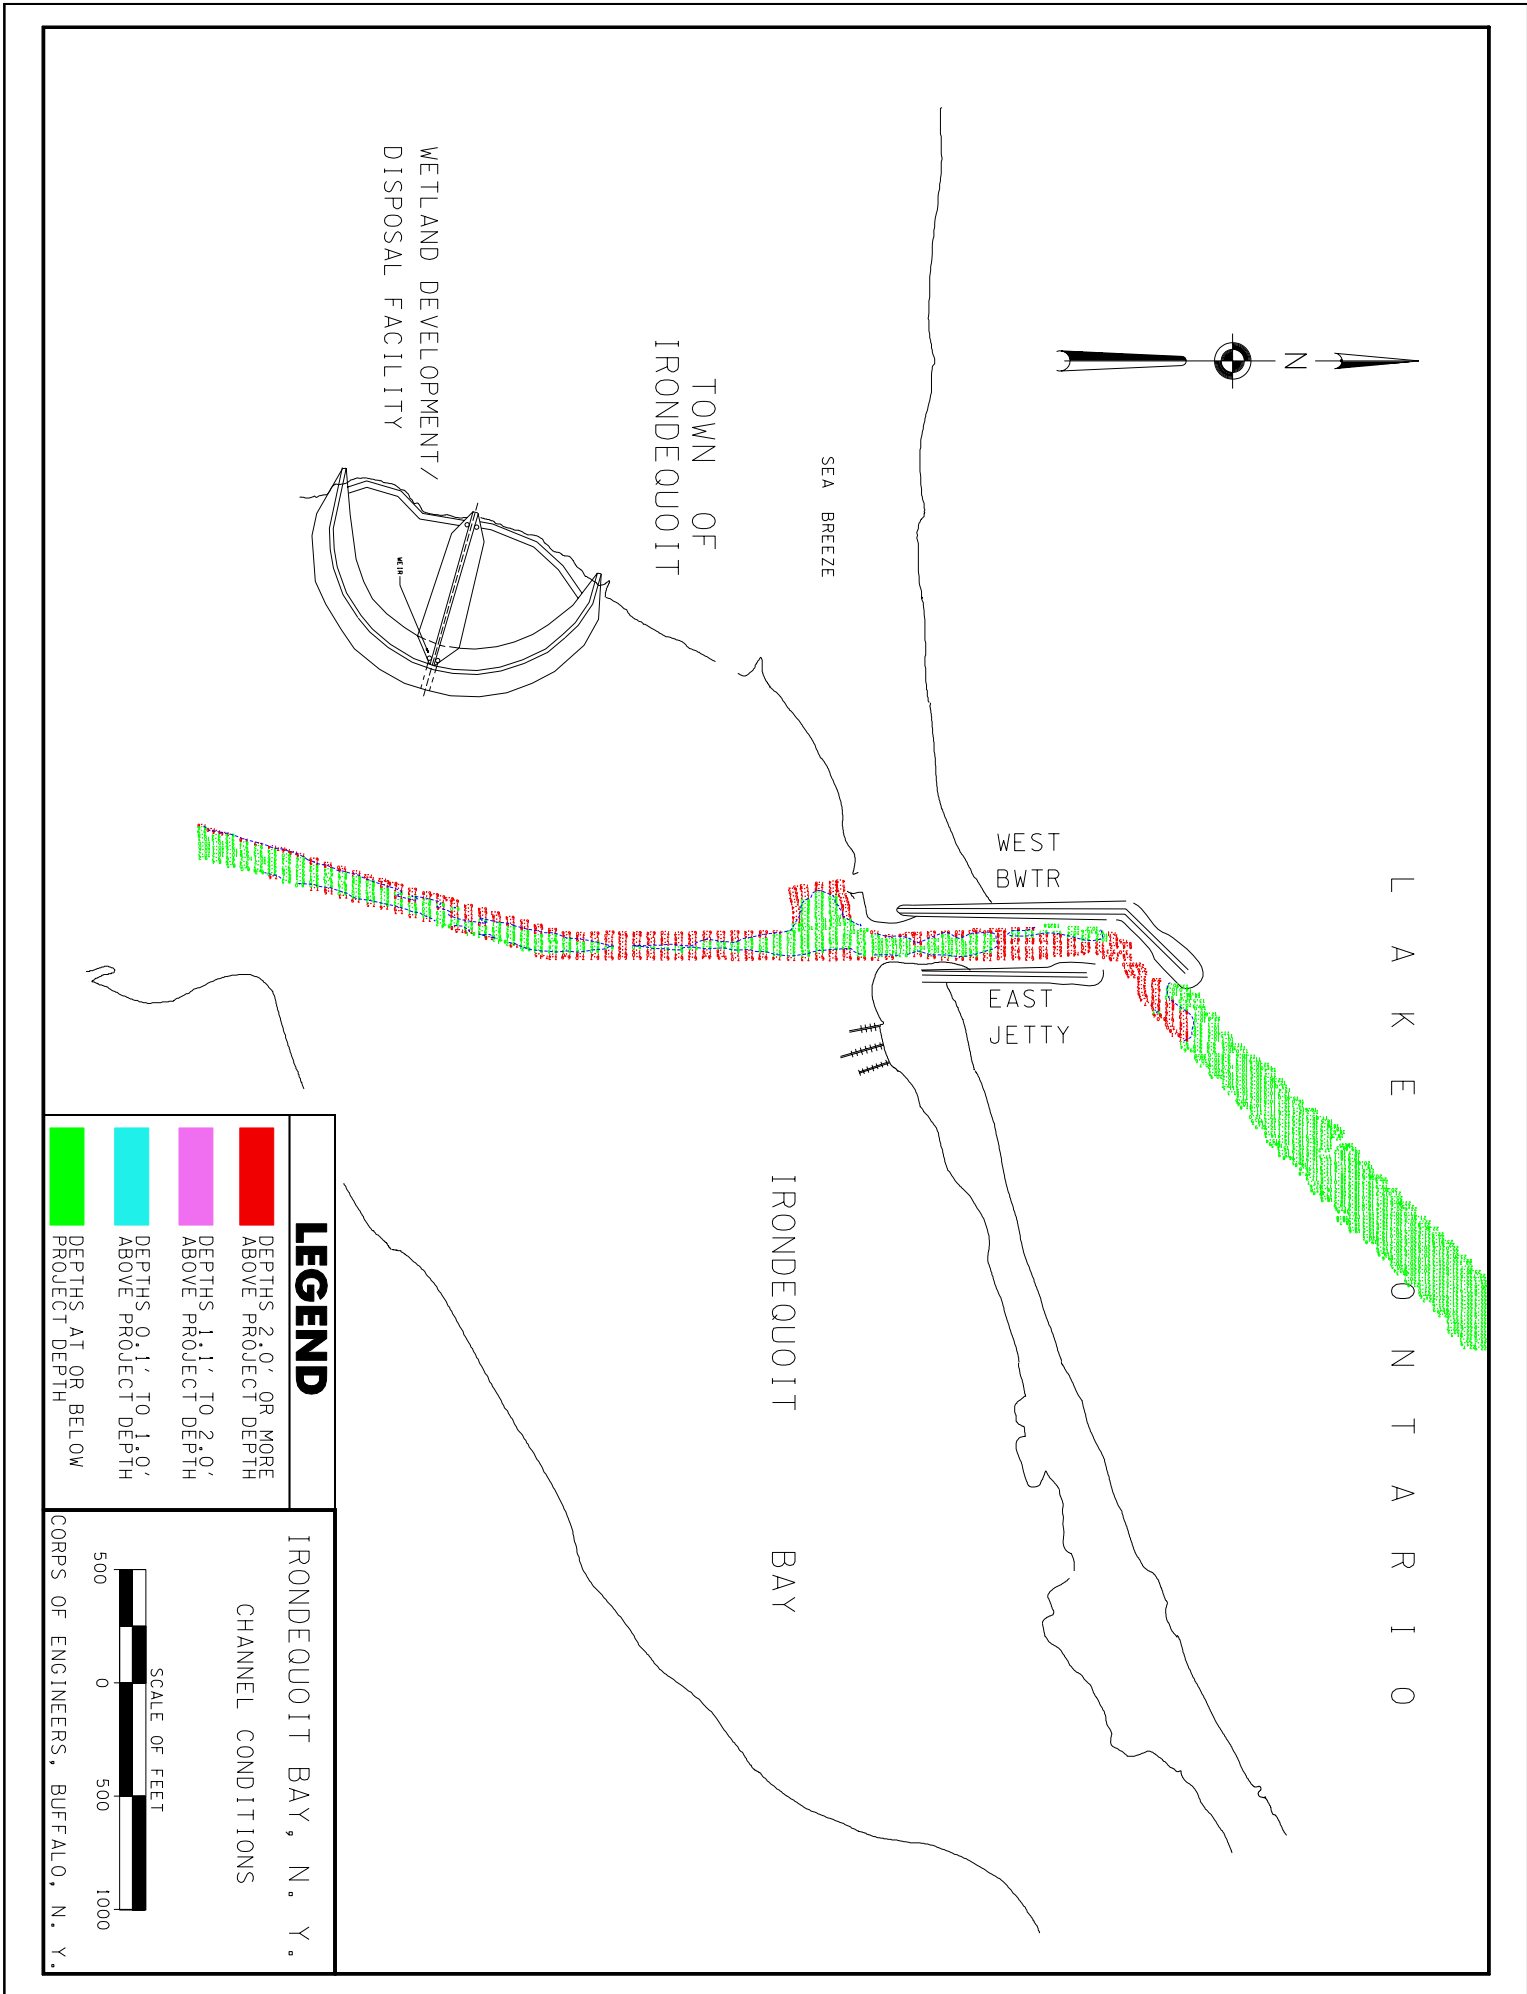 L A K E   O N T A R I O
N
WEST
BWTR
EAST
JETTY
SEA BREEZE
TOWN OF
IRONDEQUOIT
IRONDEQUOIT BAY
WETLAND DEVELOPMENT/
DISPOSAL FACILITY
WEIR
LEGEND
DEPTHS 2.0' OR MORE
ABOVE PROJECT DEPTH
DEPTHS 1.1' TO 2.0'
ABOVE PROJECT DEPTH
DEPTHS 0.1' TO 1.0'
ABOVE PROJECT DEPTH
DEPTHS AT OR BELOW
PROJECT DEPTH
IRONDEQUOIT BAY, N. Y.
CHANNEL CONDITIONS
SCALE OF FEET
500 0 500 1000
CORPS OF ENGINEERS, BUFFALO, N. Y.